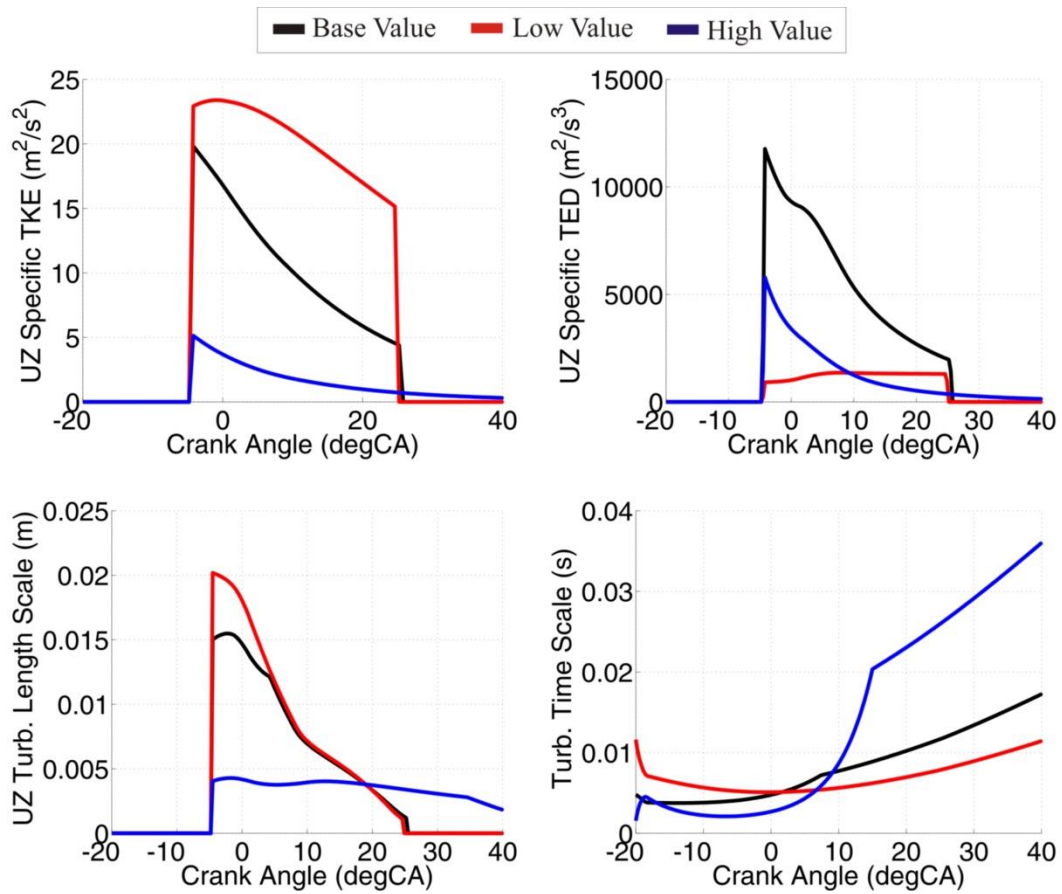 Base Value Low Value High Value
UZ Specific TKE (m²/s²)
25
20
15
10
5
0
-20 0 20 40
Crank Angle (degCA)
UZ Specific TED (m²/s³)
15000
10000
5000
0
-20 -10 0 10 20 30 40
Crank Angle (degCA)
UZ Turb. Length Scale (m)
0.025
0.02
0.015
0.01
0.005
0
-20 -10 0 10 20 30 40
Crank Angle (degCA)
Turb. Time Scale (s)
0.04
0.03
0.02
0.01
0
-20 -10 0 10 20 30 40
Crank Angle (degCA)